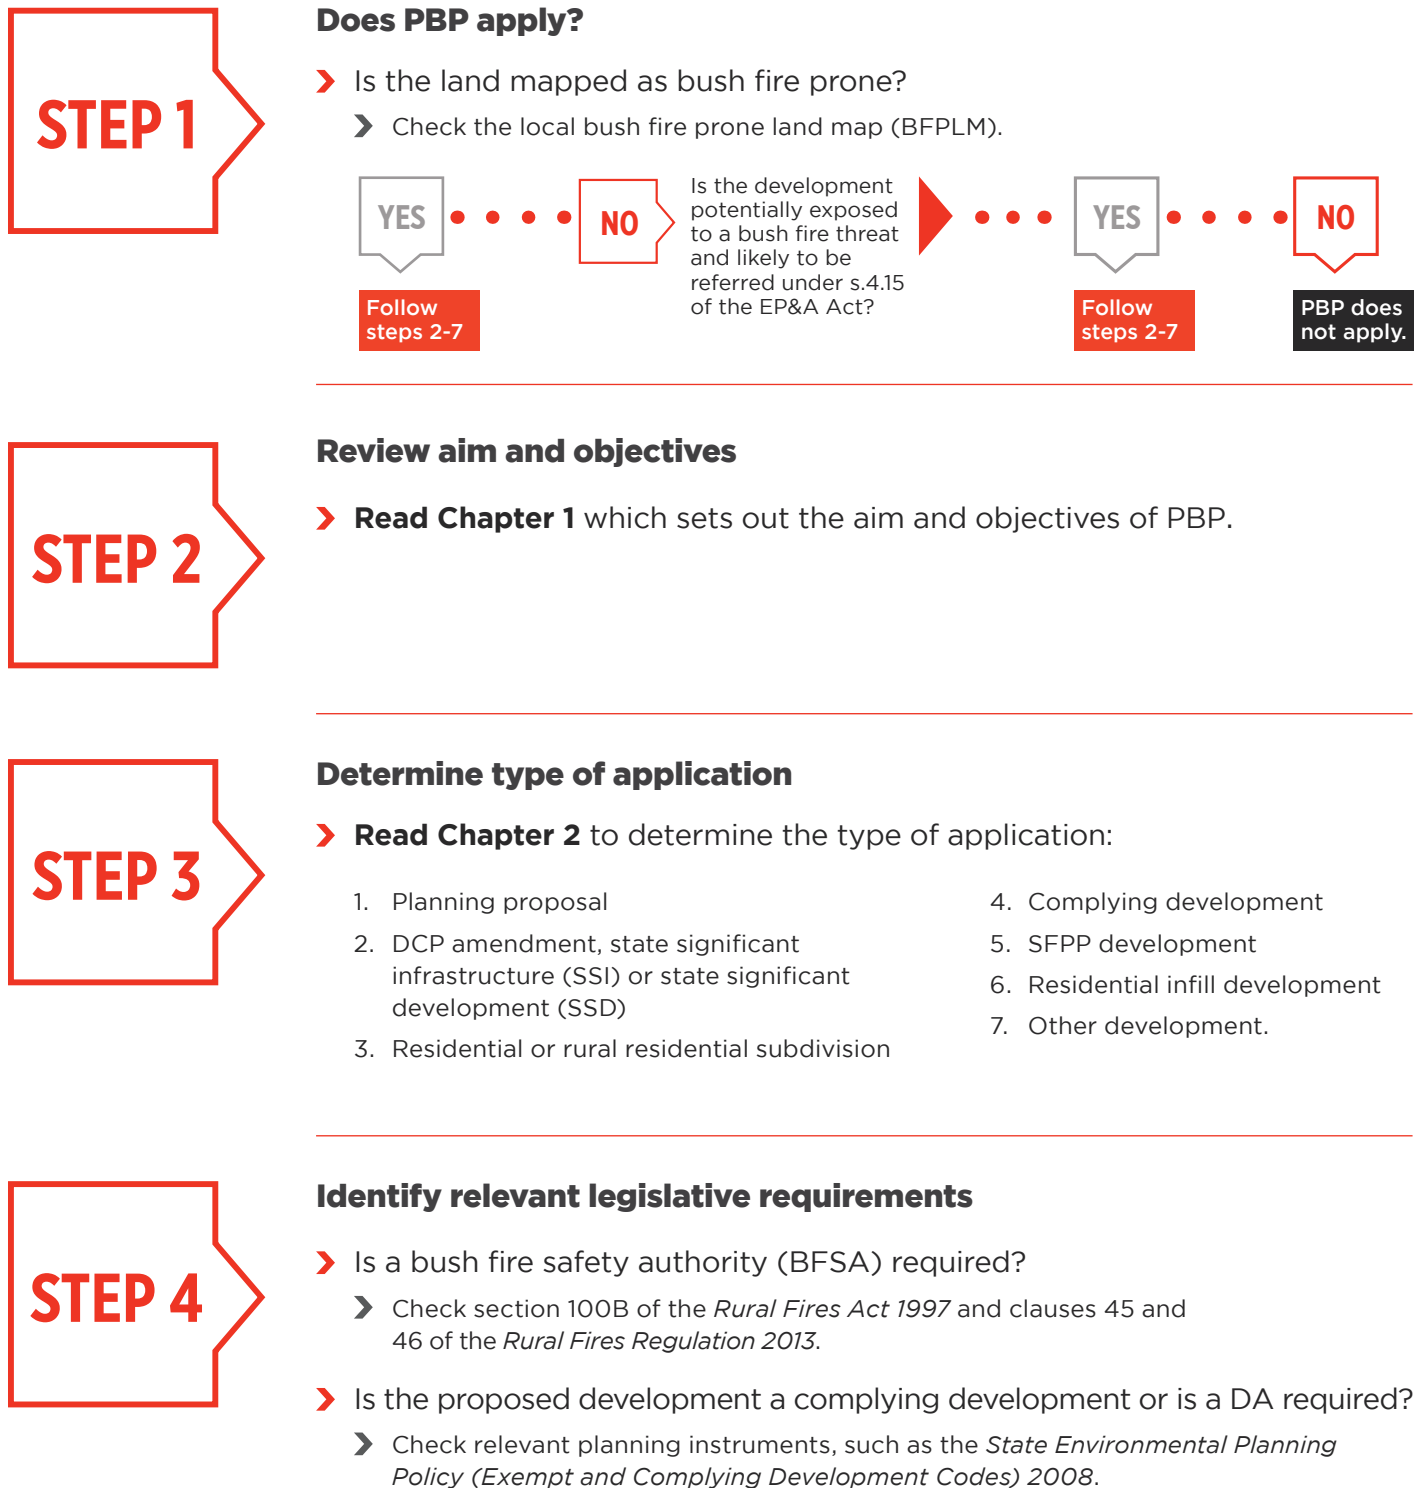 STEP 1
Does PBP apply?
Is the land mapped as bush fire prone?
Check the local bush fire prone land map (BFPLM).
YES
Follow
steps 2-7
NO
Is the development
potentially exposed
to a bush fire threat
and likely to be
referred under s.4.15
of the EP&A Act?
YES
Follow
steps 2-7
NO
PBP does
not apply.
STEP 2
Review aim and objectives
Read Chapter 1 which sets out the aim and objectives of PBP.
STEP 3
Determine type of application
Read Chapter 2 to determine the type of application:
1. Planning proposal
2. DCP amendment, state significant
infrastructure (SSI) or state significant
development (SSD)
3. Residential or rural residential subdivision
4. Complying development
5. SFPP development
6. Residential infill development
7. Other development.
STEP 4
Identify relevant legislative requirements
Is a bush fire safety authority (BFSA) required?
Check section 100B of the Rural Fires Act 1997 and clauses 45 and
46 of the Rural Fires Regulation 2013.
Is the proposed development a complying development or is a DA required?
Check relevant planning instruments, such as the State Environmental Planning
Policy (Exempt and Complying Development Codes) 2008.